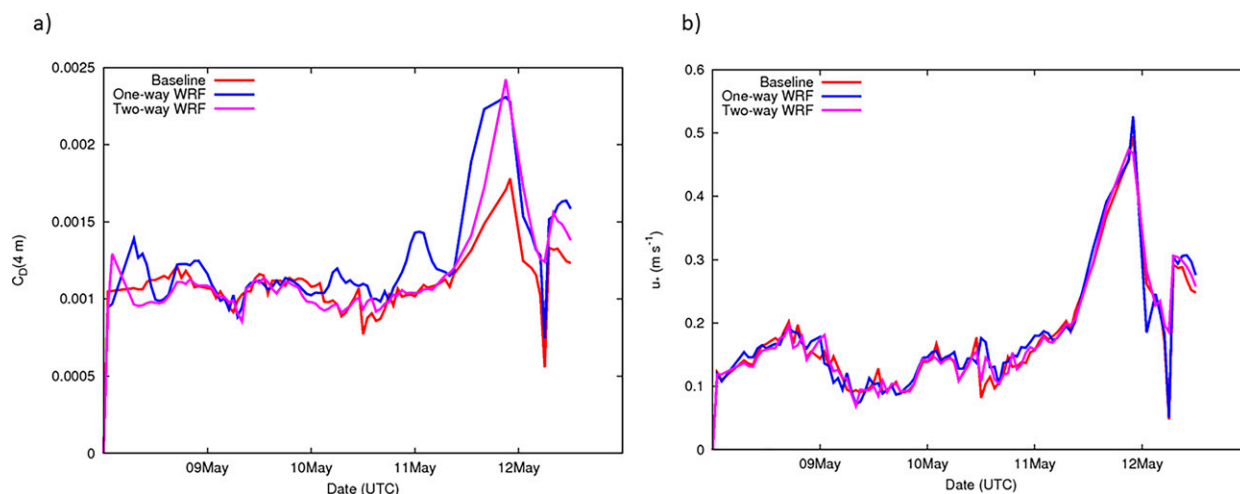 a)
0.0025
0.002
0.0015
0.001
0.0005
0
C_D(4 m)
Baseline
One-way WRF
Two-way WRF
09May
10May
11May
12May
Date (UTC)
b)
0.6
0.5
0.4
0.3
0.2
0.1
0
u* (m s⁻¹)
Baseline
One-way WRF
Two-way WRF
09May
10May
11May
12May
Date (UTC)